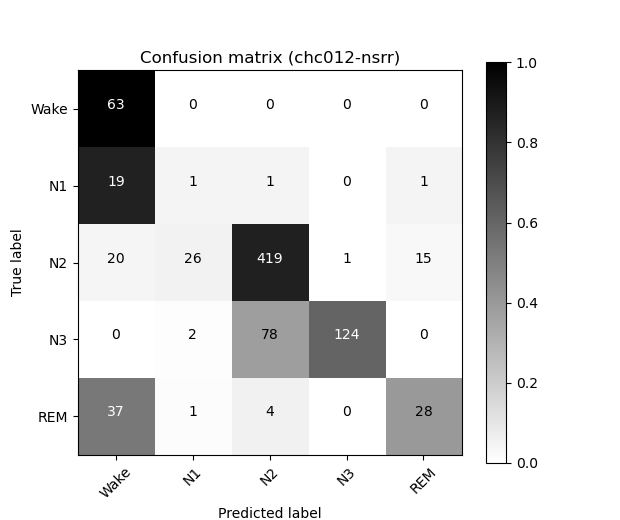 Confusion matrix (chc012-nsrr)
True label
Wake 63 0 0 0 0
N1 19 1 1 0 1
N2 20 26 419 1 15
N3 0 2 78 124 0
REM 37 1 4 0 28
Wake N1 N2 N3 REM
Predicted label
1.0
0.8
0.6
0.4
0.2
0.0